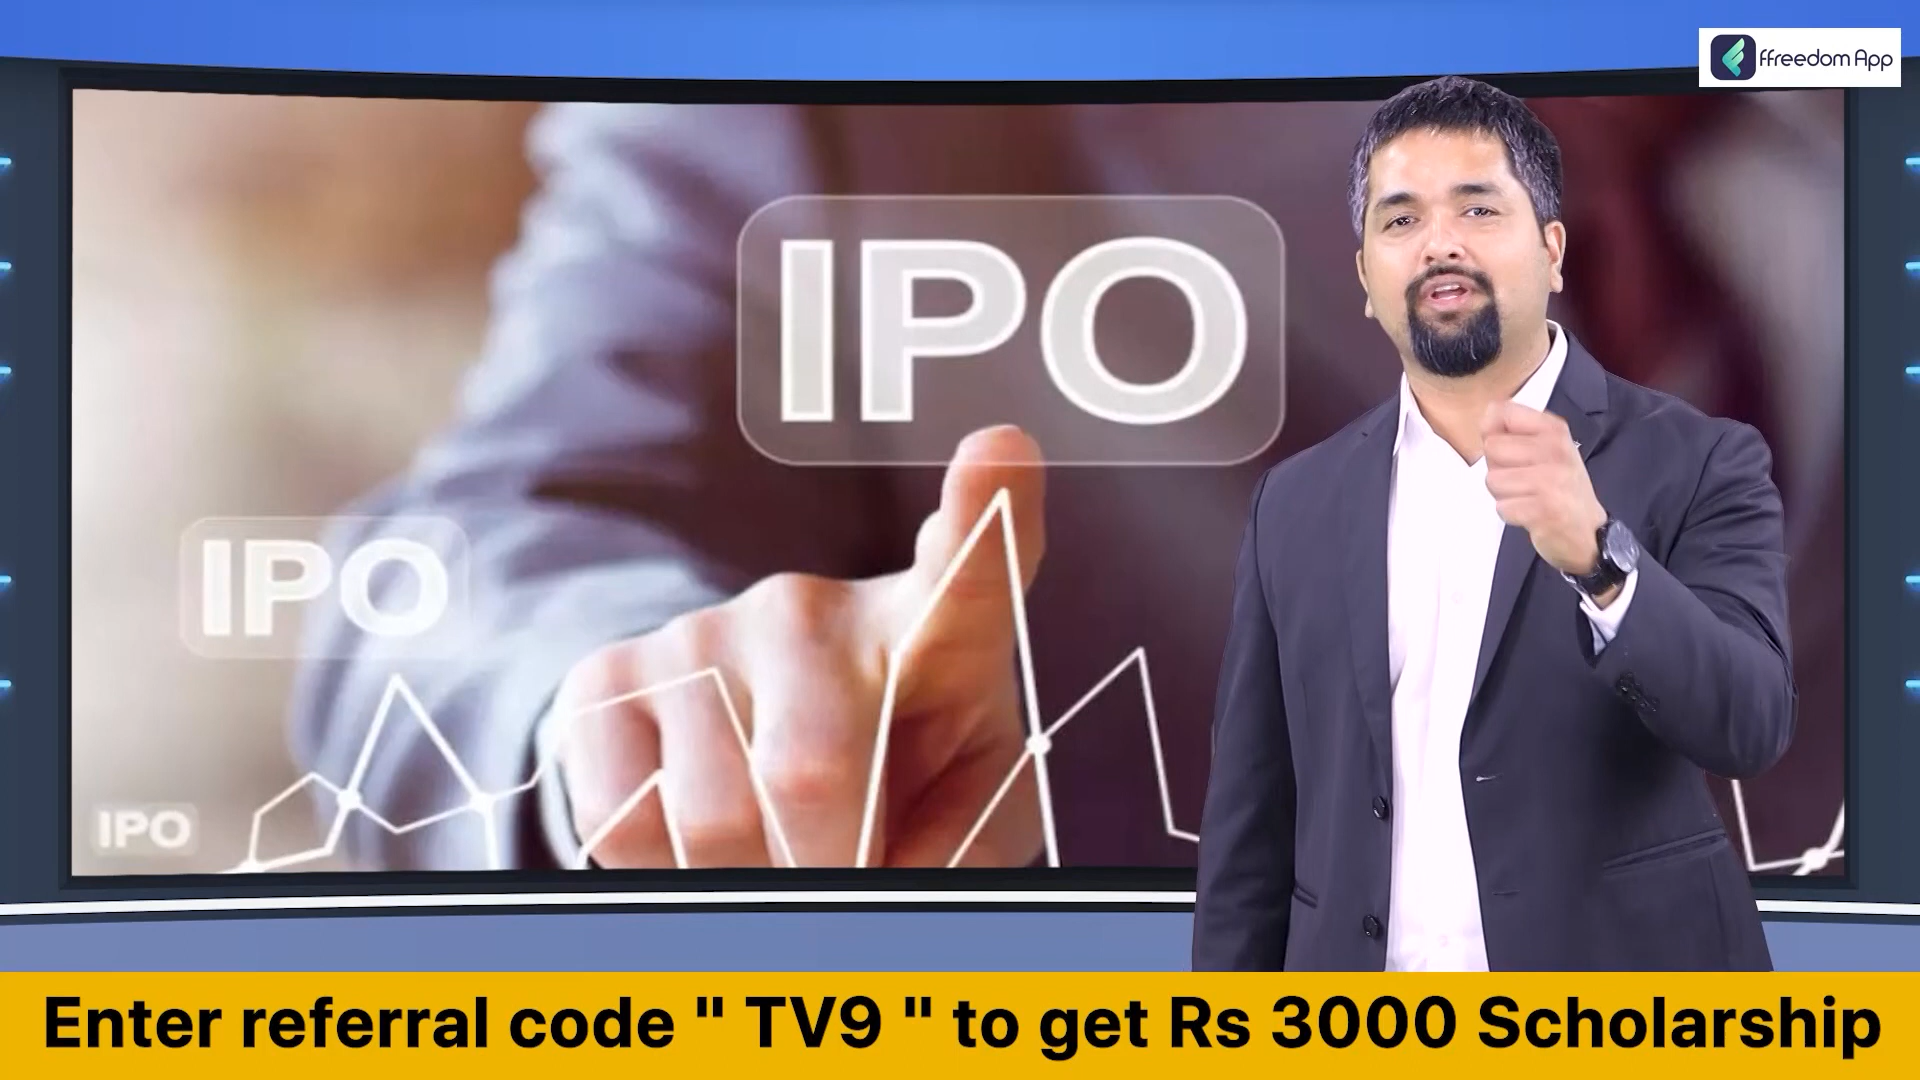 ffreedom App
IPO
IPO
IPO
Enter referral code " TV9 " to get Rs 3000 Scholarship